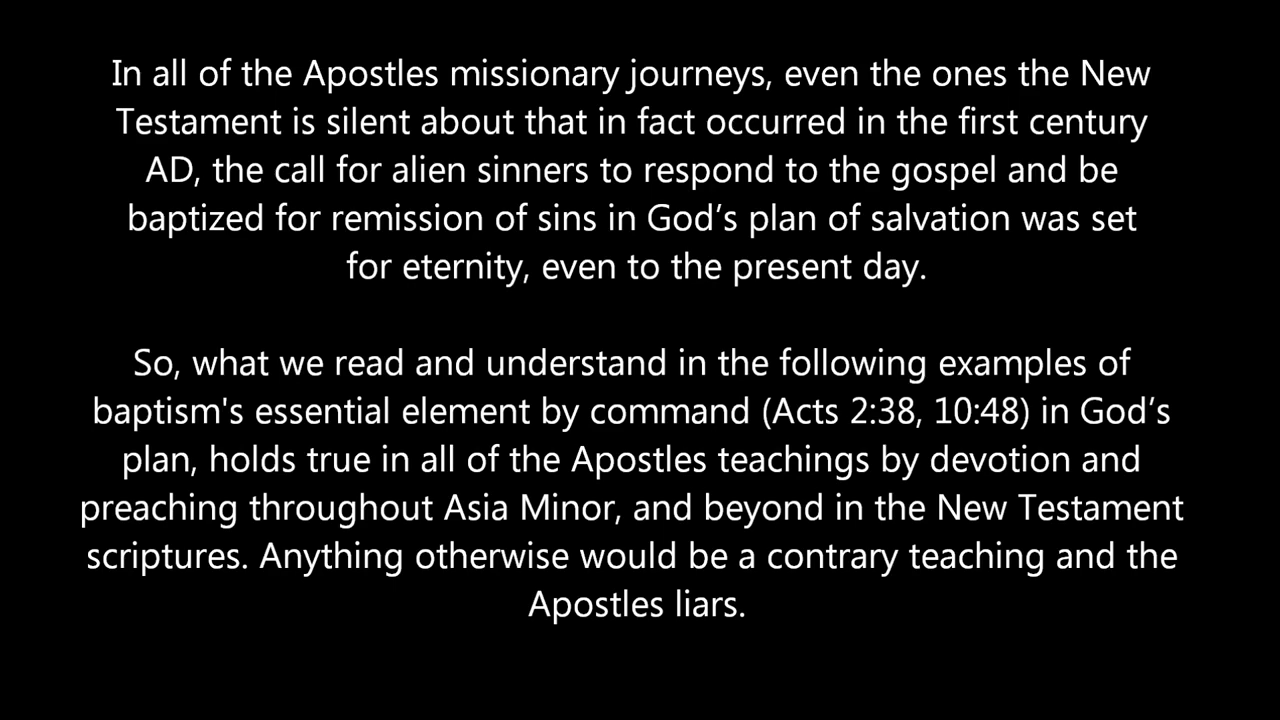 In all of the Apostles missionary journeys, even the ones the New
Testament is silent about that in fact occurred in the first century
AD, the call for alien sinners to respond to the gospel and be
baptized for remission of sins in God’s plan of salvation was set
for eternity, even to the present day.
So, what we read and understand in the following examples of
baptism's essential element by command (Acts 2:38, 10:48) in God’s
plan, holds true in all of the Apostles teachings by devotion and
preaching throughout Asia Minor, and beyond in the New Testament
scriptures. Anything otherwise would be a contrary teaching and the
Apostles liars.